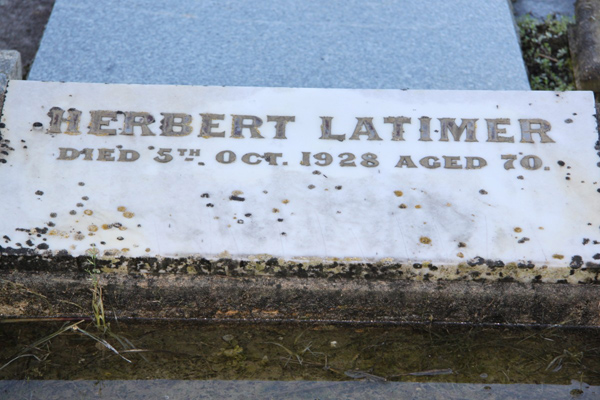 HERBERT LATIMER
DIED 5TH OCT. 1928 AGED 70.